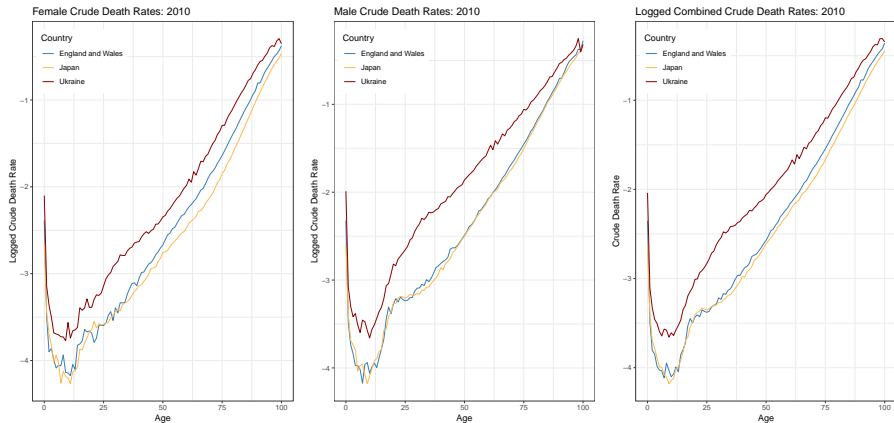 Female Crude Death Rates: 2010
Country
England and Wales
Japan
Ukraine
Logged Crude Death Rate
−1
−2
−3
−4
0
25
50
75
100
Age
Male Crude Death Rates: 2010
Country
England and Wales
Japan
Ukraine
Logged Crude Death Rate
−1
−2
−3
−4
0
25
50
75
100
Age
Logged Combined Crude Death Rates: 2010
Country
England and Wales
Japan
Ukraine
Crude Death Rate
−1
−2
−3
−4
0
25
50
75
100
Age